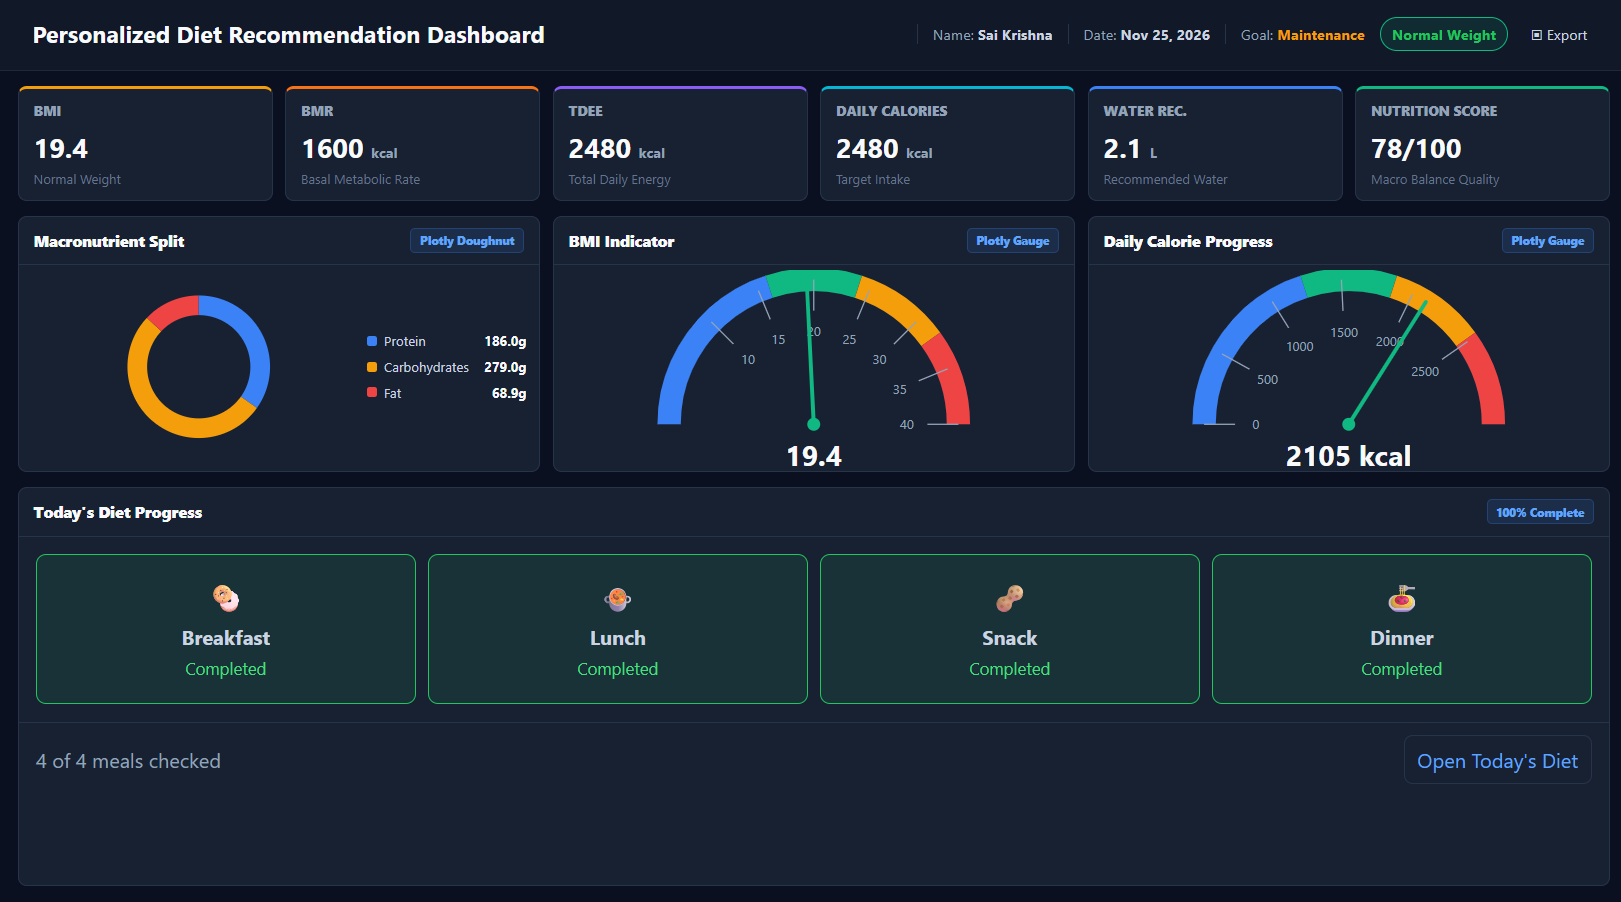 Personalized Diet Recommendation Dashboard
Name: Sai Krishna
Date: Nov 25, 2026
Goal: Maintenance
Normal Weight
Export
BMI
19.4
Normal Weight
BMR
1600 kcal
Basal Metabolic Rate
TDEE
2480 kcal
Total Daily Energy
DAILY CALORIES
2480 kcal
Target Intake
WATER REC.
2.1 L
Recommended Water
NUTRITION SCORE
78/100
Macro Balance Quality
Macronutrient Split
Plotly Doughnut
Protein 186.0g
Carbohydrates 279.0g
Fat 68.9g
BMI Indicator
Plotly Gauge
10
15
20
25
30
35
40
19.4
Daily Calorie Progress
Plotly Gauge
0
500
1000
1500
2000
2500
2105 kcal
Today's Diet Progress
100% Complete
Breakfast
Completed
Lunch
Completed
Snack
Completed
Dinner
Completed
4 of 4 meals checked
Open Today's Diet